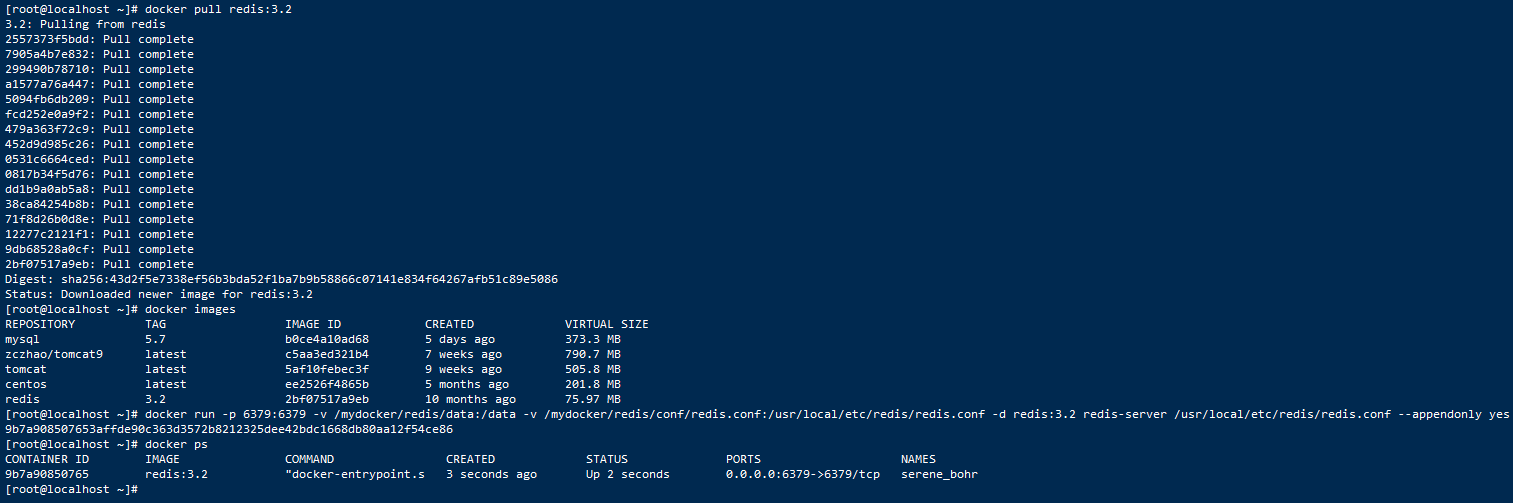 [root@localhost ~]# docker pull redis:3.2
3.2: Pulling from redis
2557373f5bdd: Pull complete
7905a4b7e832: Pull complete
299490b78710: Pull complete
a1577a76a447: Pull complete
5094fb6db209: Pull complete
fcd252e0a9f2: Pull complete
479a363f72c9: Pull complete
452d9d985c26: Pull complete
0531c6664ced: Pull complete
0817b34f5d76: Pull complete
dd1b9a0ab5a8: Pull complete
38ca84254b8b: Pull complete
71f8d26b0d8e: Pull complete
12277c2121f1: Pull complete
9db68528a0cf: Pull complete
2bf07517a9eb: Pull complete
Digest: sha256:43d2f5e7338ef56b3bda52f1ba7b9b58866c07141e834f64267afb51c89e5086
Status: Downloaded newer image for redis:3.2
[root@localhost ~]# docker images
REPOSITORY TAG IMAGE ID CREATED VIRTUAL SIZE
mysql 5.7 b0ce4a10ad68 5 days ago 373.3 MB
zczhao/tomcat9 latest c5aa3ed321b4 7 weeks ago 790.7 MB
tomcat latest 5af10febec3f 9 weeks ago 505.8 MB
centos latest ee2526f4865b 5 months ago 201.8 MB
redis 3.2 2bf07517a9eb 10 months ago 75.97 MB
[root@localhost ~]# docker run -p 6379:6379 -v /mydocker/redis/data:/data -v /mydocker/redis/conf/redis.conf:/usr/local/etc/redis/redis.conf -d redis:3.2 redis-server /usr/local/etc/redis/redis.conf --appendonly yes
9b7a908507653affde90c363d3572b8212325dee42bdc1668db80aa12f54ce86
[root@localhost ~]# docker ps
CONTAINER ID IMAGE COMMAND CREATED STATUS PORTS NAMES
9b7a90850765 redis:3.2 "docker-entrypoint.s 3 seconds ago Up 2 seconds 0.0.0.0:6379->6379/tcp serene_bohr
[root@localhost ~]#